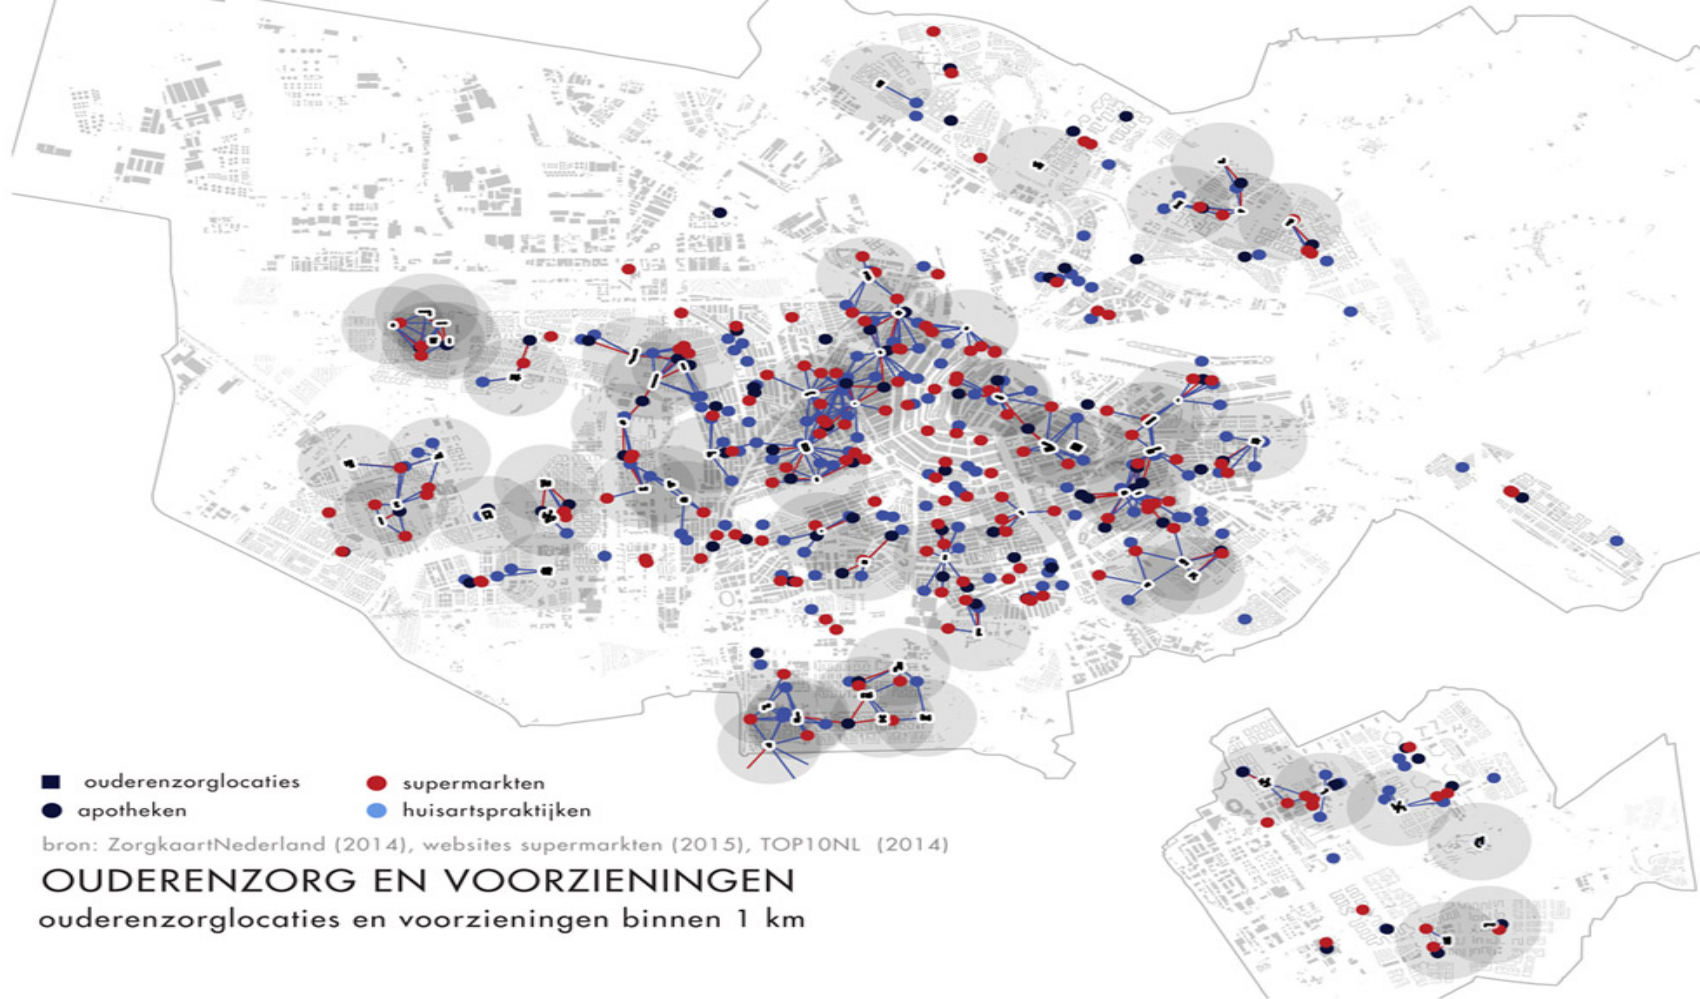 ouderenzorglocaties
supermarkten
apotheken
huisartspraktijken
bron: ZorgkaartNederland (2014), websites supermarkten (2015), TOP10NL (2014)
OUDERENZORG EN VOORZIENINGEN
ouderenzorglocaties en voorzieningen binnen 1 km